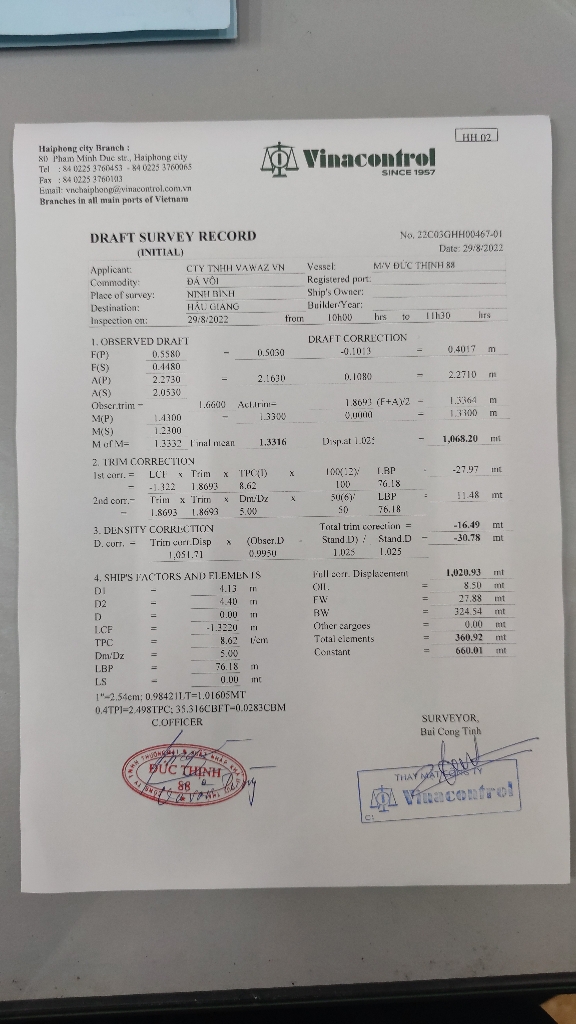 HH 02
Haiphong city Branch :
80 Pham Minh Duc str., Haiphong city
Tel : 84 0225 3760453 - 84 0225 3760065
Fax : 84 0225 3760103
Email: vnchaiphong@vinacontrol.com.vn
Branches in all main ports of Vietnam
Vinacontrol
SINCE 1957
DRAFT SURVEY RECORD
(INITIAL)
No. 22C03GHH00467-01
Date: 29/8/2022
Applicant: CTY TNHH VAWAZ VN Vessel: M/V ĐỨC THỊNH 88
Commodity: ĐÁ VÔI Registered port:
Place of survey: NINH BÌNH Ship's Owner:
Destination: HẬU GIANG Builder/Year:
Inspection on: 29/8/2022 from 10h00 hrs to 11h30 hrs
1. OBSERVED DRAFT DRAFT CORRECTION
F(P) 0.5580 = 0.5030 -0.1013 = 0.4017 m
F(S) 0.4480
A(P) 2.2730 = 2.1630 0.1080 = 2.2710 m
A(S) 2.0530
Obser.trim = 1.6600 Act.trim= 1.8693 (F+A)/2 = 1.3364 m
M(P) 1.4300 = 1.3300 0.0000 = 1.3300 m
M(S) 1.2300
M of M= 1.3332 Final mean 1.3316 Disp.at 1.025 = 1,068.20 mt
2. TRIM CORRECTION
1st corr. = LCF x Trim x TPC(I) x 100(12)/ LBP = -27.97 mt
= -1.322 1.8693 8.62 100 76.18
2nd corr.= Trim x Trim x Dm/Dz x 50(6)/ LBP = 11.48 mt
= 1.8693 1.8693 5.00 50 76.18
Total trim corection = -16.49 mt
3. DENSITY CORRECTION
D. corr. = Trim corr.Disp x (Obser.D - Stand.D) / Stand.D = -30.78 mt
1,051.71 0.9950 1.025 1.025
4. SHIP'S FACTORS AND ELEMENTS Full corr. Displacement 1,020.93 mt
D1 = 4.13 m OIL = 8.50 mt
D2 = 4.40 m FW = 27.88 mt
D = 0.00 m BW = 324.54 mt
LCF = -1.3220 m Other cargoes = 0.00 mt
TPC = 8.62 t/cm Total elements = 360.92 mt
Dm/Dz = 5.00 Constant = 660.01 mt
LBP = 76.18 m
LS = 0.00 mt
1"=2.54cm; 0.98421LT=1.01605MT
0.4TPI=2.498TPC; 35.316CBFT=0.0283CBM
C.OFFICER
SURVEYOR,
Bui Cong Tinh
ĐỨC THỊNH
88
THAY MẶT CÔNG TY
Vinacontrol